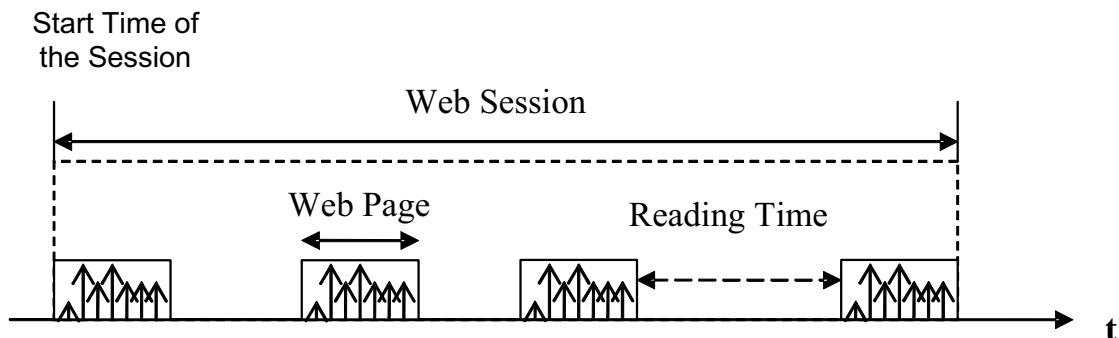 Start Time of
the Session
Web Session
Web Page
Reading Time
t